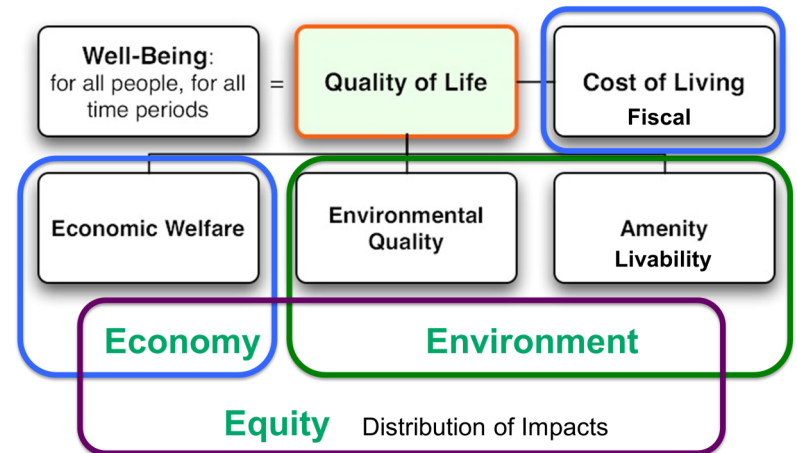 Well-Being:
for all people, for all
time periods
=
Quality of Life
Cost of Living
Fiscal
Economic Welfare
Environmental
Quality
Amenity
Livability
Economy
Environment
Equity Distribution of Impacts